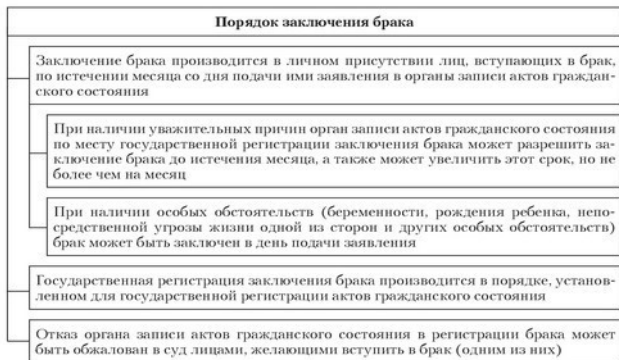 Порядок заключения брака
Заключение брака производится в личном присутствии лиц, вступающих в брак,
по истечении месяца со дня подачи ими заявления в органы записи актов граждан-
ского состояния
При наличии уважительных причин орган записи актов гражданского состояния
по месту государственной регистрации заключения брака может разрешить за-
ключение брака до истечения месяца, а также может увеличить этот срок, но не
более чем на месяц
При наличии особых обстоятельств (беременности, рождения ребенка, непо-
средственной угрозы жизни одной из сторон и других особых обстоятельств)
брак может быть заключен в день подачи заявления
Государственная регистрация заключения брака производится в порядке, установ-
ленном для государственной регистрации актов гражданского состояния
Отказ органа записи актов гражданского состояния в регистрации брака может
быть обжалован в суд лицами, желающими вступить в брак (одним из них)